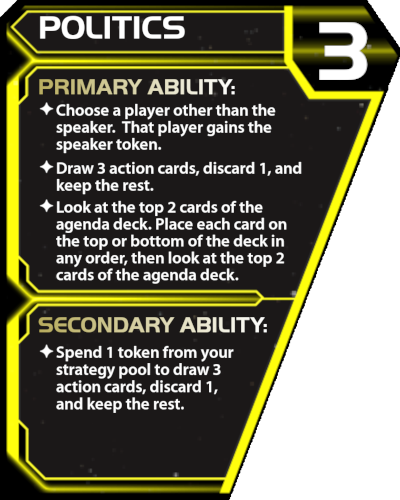 POLITICS
3
PRIMARY ABILITY:
✦ Choose a player other than the
speaker. That player gains the
speaker token.
✦ Draw 3 action cards, discard 1, and
keep the rest.
✦ Look at the top 2 cards of the
agenda deck. Place each card on
the top or bottom of the deck in
any order, then look at the top 2
cards of the agenda deck.
SECONDARY ABILITY:
✦ Spend 1 token from your
strategy pool to draw 3
action cards, discard 1,
and keep the rest.